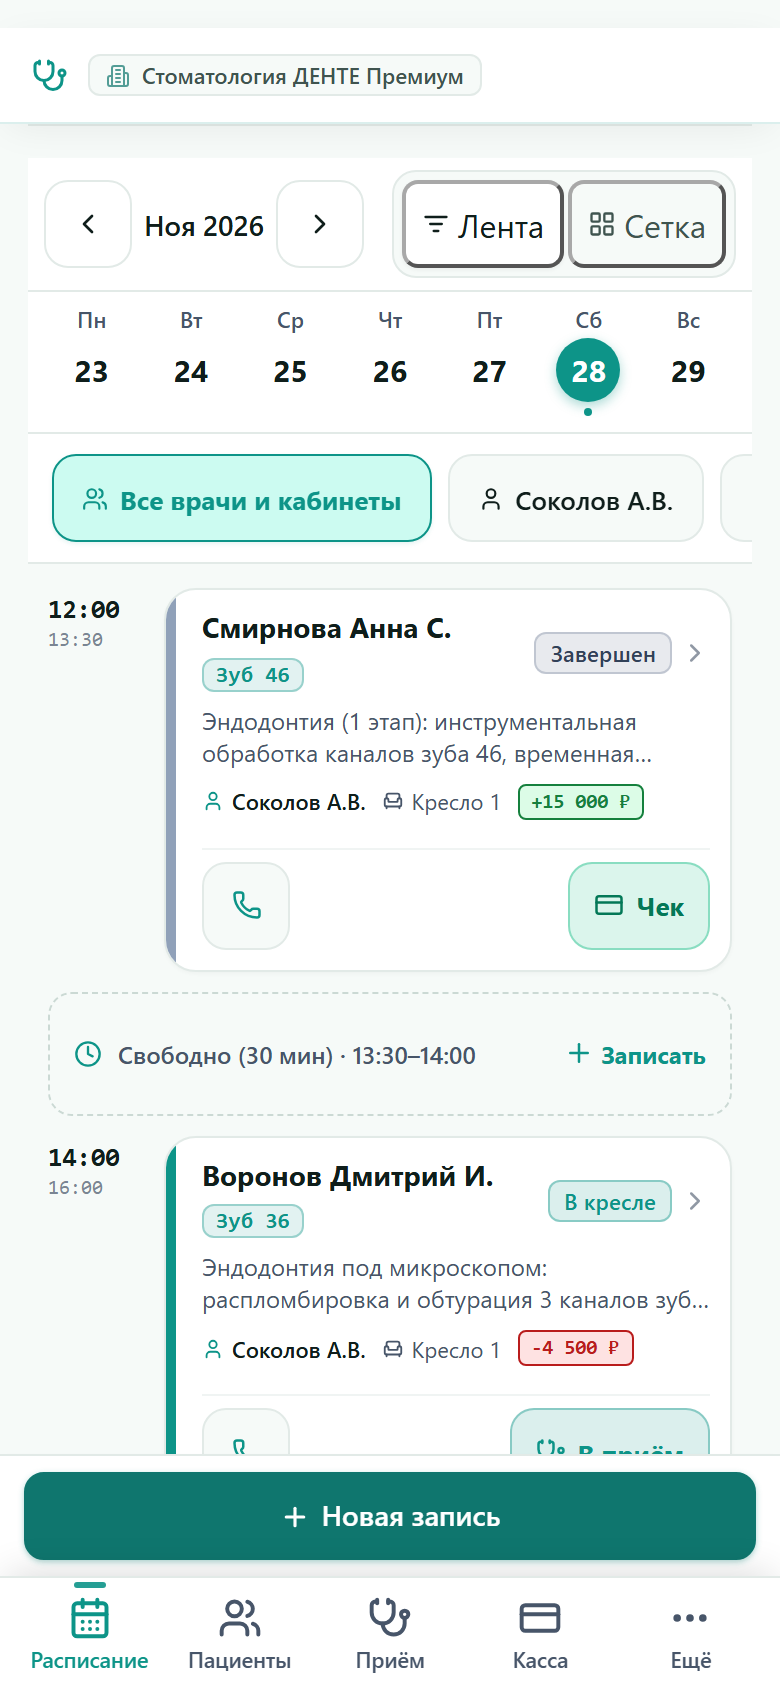 Стоматология ДЕНТЕ Премиум
Ноя 2026
Лента
Сетка
Пн Вт Ср Чт Пт Сб Вс
23 24 25 26 27 28 29
Все врачи и кабинеты
Соколов А.В.
12:00
13:30
Смирнова Анна С.
Завершен
Зуб 46
Эндодонтия (1 этап): инструментальная
обработка каналов зуба 46, временная...
Соколов А.В. Кресло 1 +15 000 ₽
Чек
Свободно (30 мин) · 13:30–14:00
+ Записать
14:00
16:00
Воронов Дмитрий И.
В кресле
Зуб 36
Эндодонтия под микроскопом:
распломбировка и обтурация 3 каналов зуб...
Соколов А.В. Кресло 1 -4 500 ₽
В приём
+ Новая запись
Расписание Пациенты Приём Касса Ещё